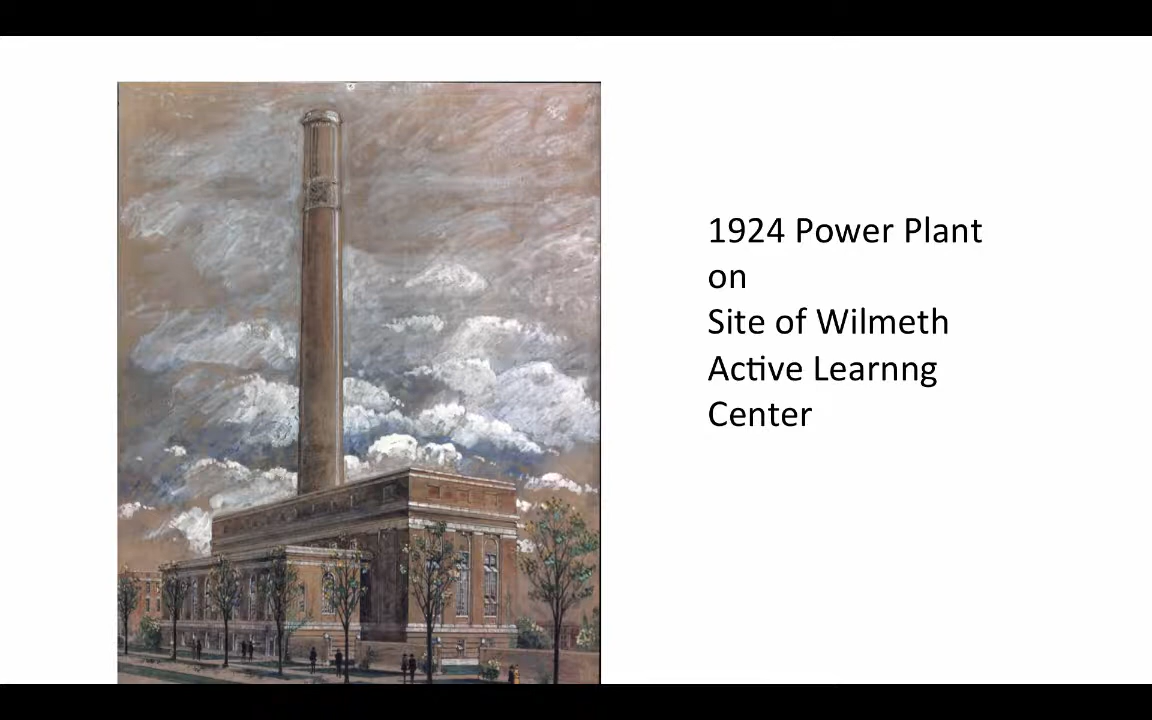 1924 Power Plant
on
Site of Wilmeth
Active Learnng
Center